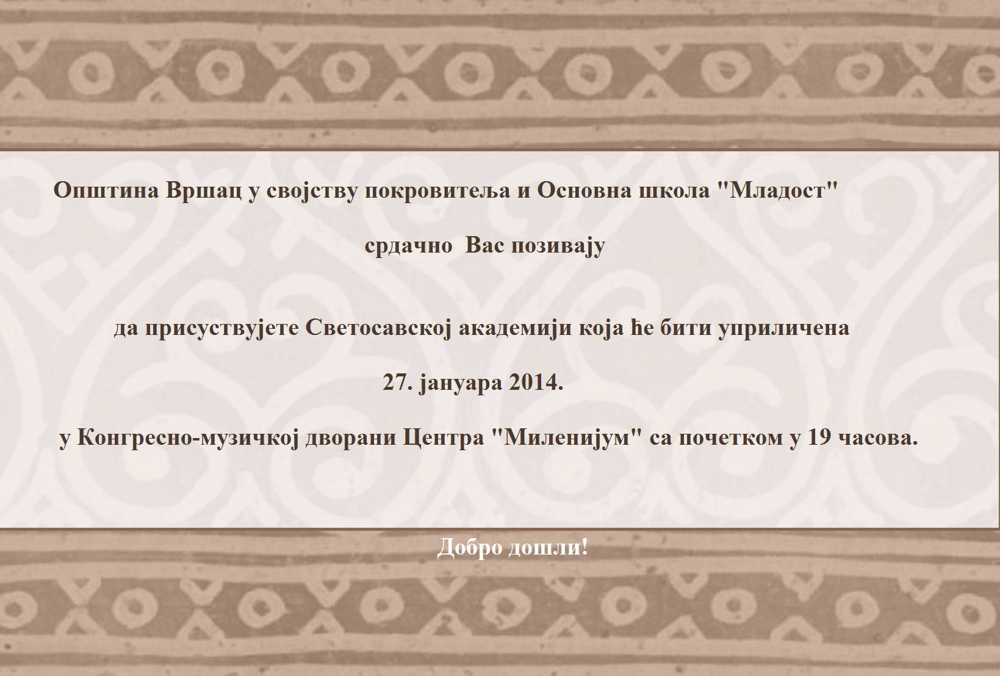 Општина Вршац у својству покровитеља и Основна школа "Младост"
срдачно  Вас позивају
да присуствујете Светосавској академији која ће бити уприличена
27. јануара 2014.
у Конгресно-музичкој дворани Центра "Миленијум" са почетком у 19 часова.
Добро дошли!